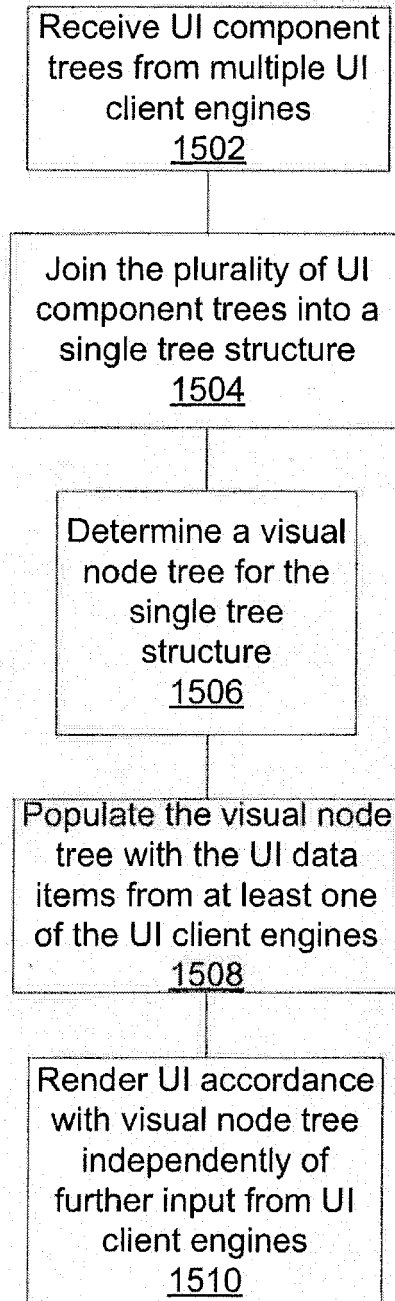 Receive UI component
trees from multiple UI
client engines
1502
Join the plurality of UI
component trees into a
single tree structure
1504
Determine a visual
node tree for the
single tree
structure
1506
Populate the visual node
tree with the UI data
items from at least one
of the UI client engines
1508
Render UI accordance
with visual node tree
independently of
further input from UI
client engines
1510